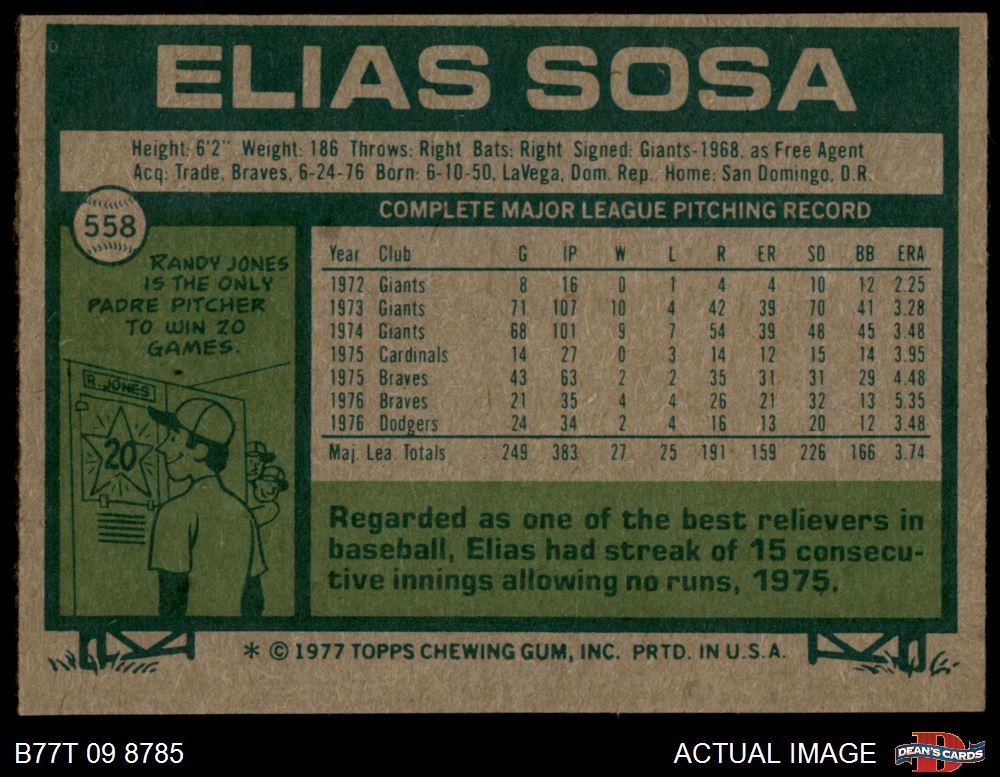 ELIAS SOSA
Height: 6'2" Weight: 186 Throws: Right Bats: Right Signed: Giants-1968, as Free Agent
Acq: Trade, Braves, 6-24-76 Born: 6-10-50, LaVega, Dom. Rep. Home: San Domingo, D.R.
558
COMPLETE MAJOR LEAGUE PITCHING RECORD
RANDY JONES
IS THE ONLY
PADRE PITCHER
TO WIN 20
GAMES.
R. JONES
20
Year Club G IP W L R ER SO BB ERA
1972 Giants 8 16 0 1 4 4 10 12 2.25
1973 Giants 71 107 10 4 42 39 70 41 3.28
1974 Giants 68 101 9 7 54 39 48 45 3.48
1975 Cardinals 14 27 0 3 14 12 15 14 3.95
1975 Braves 43 63 2 2 35 31 31 29 4.48
1976 Braves 21 35 4 4 26 21 32 13 5.35
1976 Dodgers 24 34 2 4 16 13 20 12 3.48
Maj. Lea. Totals 249 383 27 25 191 159 226 166 3.74
Regarded as one of the best relievers in
baseball, Elias had streak of 15 consecu-
tive innings allowing no runs, 1975.
* © 1977 TOPPS CHEWING GUM, INC. PRTD. IN U.S.A.
B77T 09 8785
ACTUAL IMAGE
D
DEAN'S CARDS